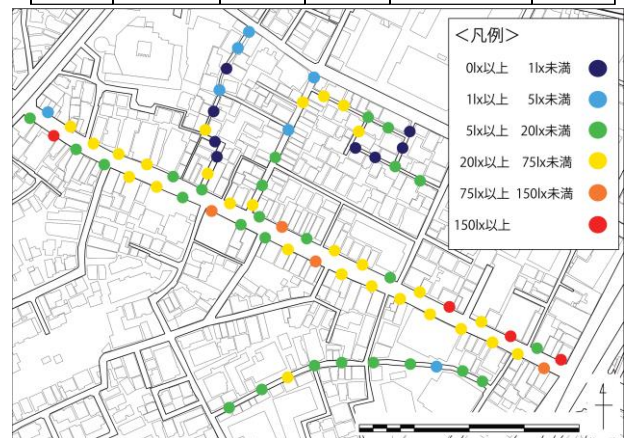 ＜凡例＞
0lx以上 1lx未満
1lx以上 5lx未満
5lx以上 20lx未満
20lx以上 75lx未満
75lx以上 150lx未満
150lx以上
4